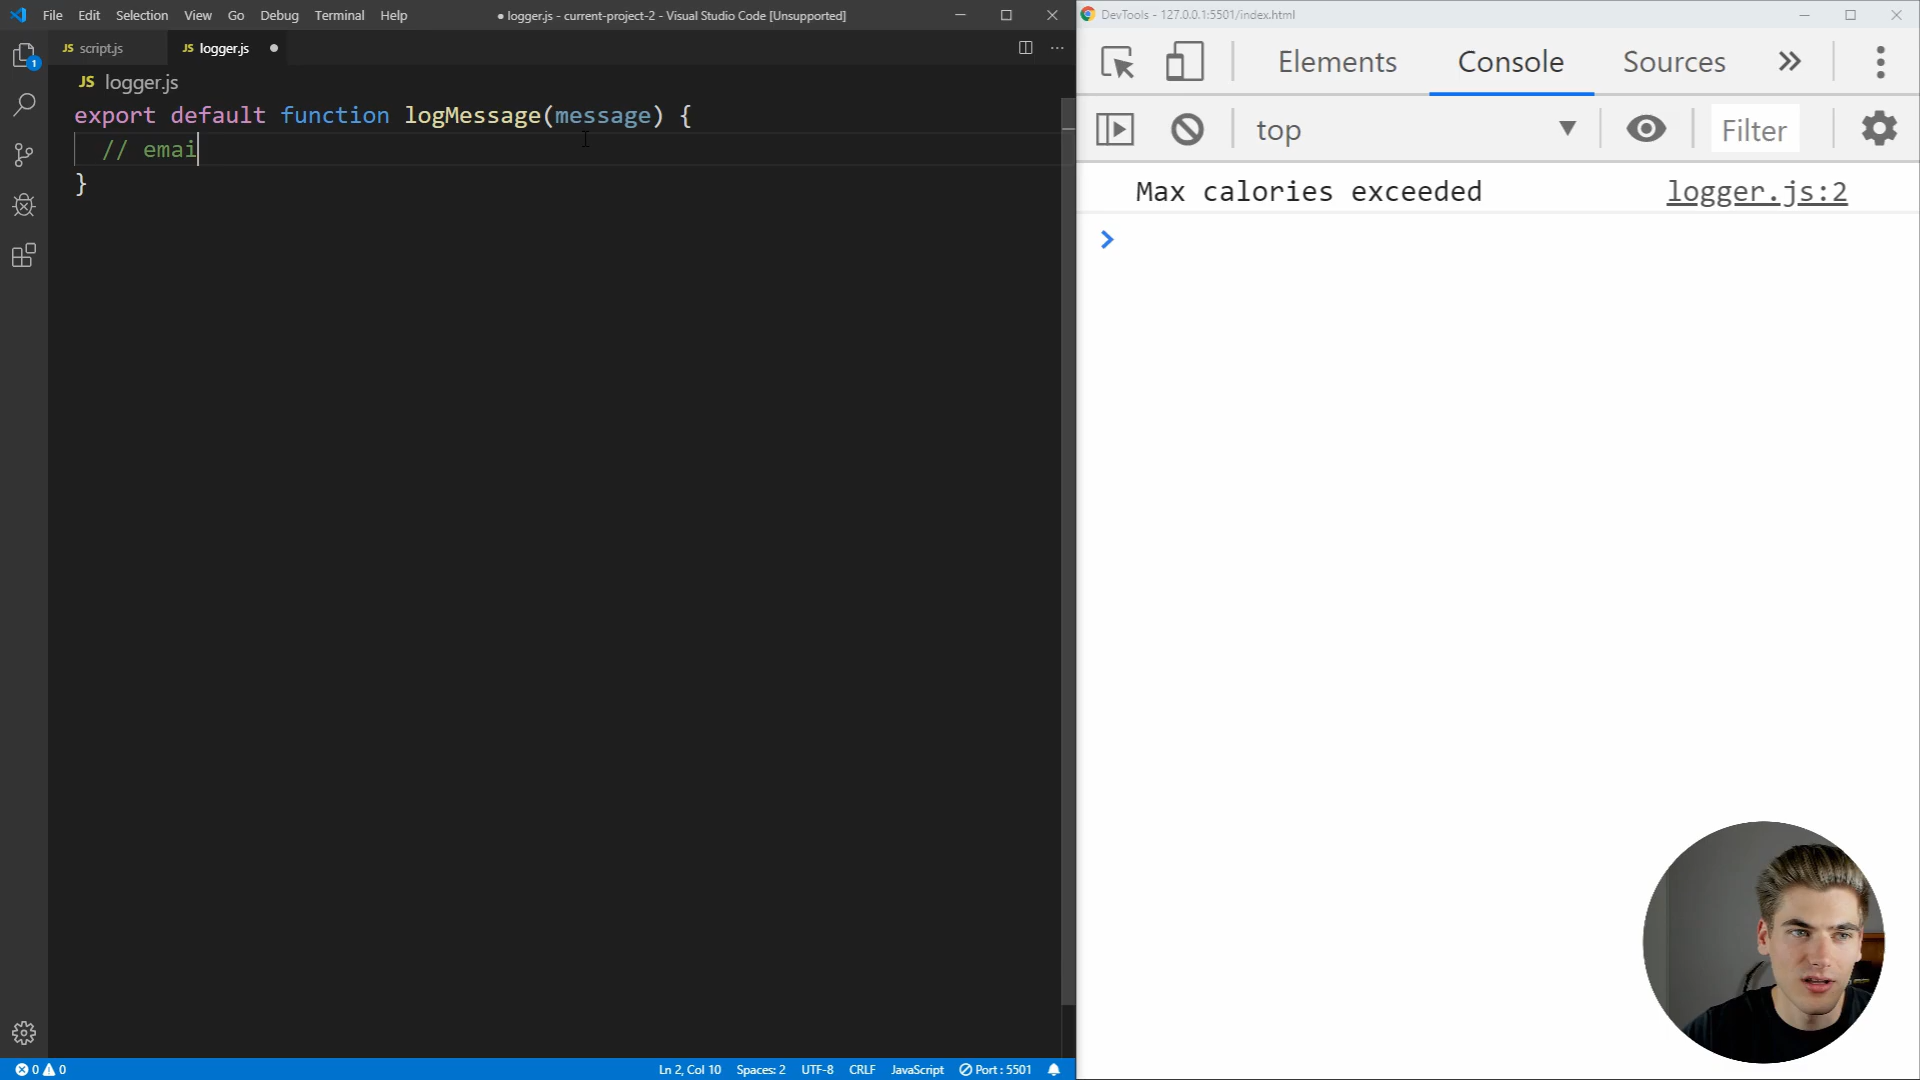 File Edit Selection View Go Debug Terminal Help
● logger.js - current-project-2 - Visual Studio Code [Unsupported]
JS script.js
JS logger.js ●
JS logger.js
export default function logMessage(message) {
// emai
}
0 0
Ln 2, Col 10 Spaces: 2 UTF-8 CRLF JavaScript Port : 5501
DevTools - 127.0.0.1:5501/index.html
Elements Console Sources »
top Filter
Max calories exceeded logger.js:2